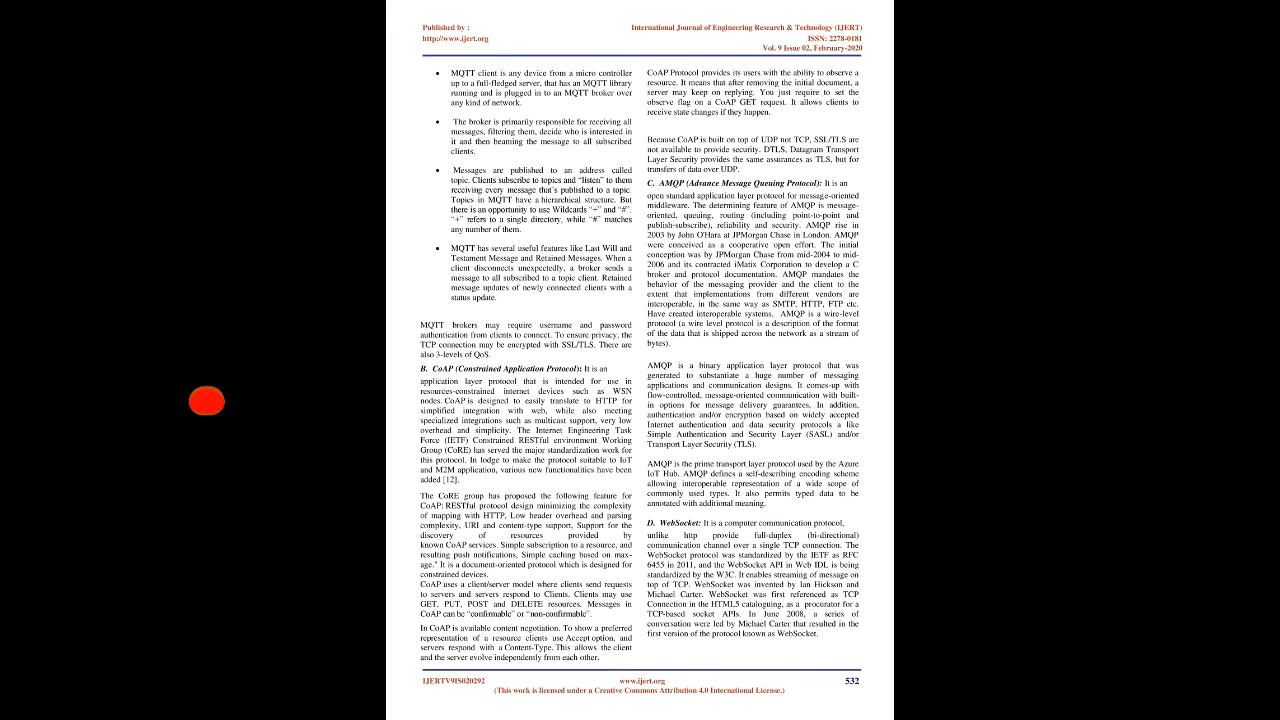 Published by :
http://www.ijert.org
International Journal of Engineering Research & Technology (IJERT)
ISSN: 2278-0181
Vol. 9 Issue 02, February-2020
• MQTT client is any device from a micro controller
up to a full-fledged server, that has an MQTT library
running and is plugged in to an MQTT broker over
any kind of network.
• The broker is primarily responsible for receiving all
messages, filtering them, decide who is interested in
it and then beaming the message to all subscribed
clients.
• Messages are published to an address called
topic. Clients subscribe to topics and “listen” to them
receiving every message that’s published to a topic.
Topics in MQTT have a hierarchical structure. But
there is an opportunity to use Wildcards “+” and “#”.
“+” refers to a single directory, while “#” matches
any number of them.
• MQTT has several useful features like Last Will and
Testament Message and Retained Messages. When a
client disconnects unexpectedly, a broker sends a
message to all subscribed to a topic client. Retained
message updates of newly connected clients with a
status update.
MQTT brokers may require username and password
authentication from clients to connect. To ensure privacy, the
TCP connection may be encrypted with SSL/TLS. There are
also 3-levels of QoS.
B. CoAP (Constrained Application Protocol): It is an
application layer protocol that is intended for use in
resources-constrained internet devices such as WSN
nodes. CoAP is designed to easily translate to HTTP for
simplified integration with web, while also meeting
specialized integrations such as multicast support, very low
overhead and simplicity. The Internet Engineering Task
Force (IETF) Constrained RESTful environment Working
Group (CoRE) has served the major standardization work for
this protocol. In lodge to make the protocol suitable to IoT
and M2M application, various new functionalities have been
added [12].
The CoRE group has proposed the following feature for
CoAP: RESTful protocol design minimizing the complexity
of mapping with HTTP, Low header overhead and parsing
complexity, URI and content-type support, Support for the
discovery of resources provided by
known CoAP services. Simple subscription to a resource, and
resulting push notifications, Simple caching based on max-
age." It is a document-oriented protocol which is designed for
constrained devices.
CoAP uses a client/server model where clients send requests
to servers and servers respond to Clients. Clients may use
GET, PUT, POST and DELETE resources. Messages in
CoAP can be “confirmable” or “non-confirmable”.
In CoAP is available content negotiation. To show a preferred
representation of a resource clients use Accept option, and
servers respond with a Content-Type. This allows the client
and the server evolve independently from each other.
CoAP Protocol provides its users with the ability to observe a
resource. It means that after removing the initial document, a
server may keep on replying. You just require to set the
observe flag on a CoAP GET request. It allows clients to
receive state changes if they happen.
Because CoAP is built on top of UDP not TCP, SSL/TLS are
not available to provide security. DTLS, Datagram Transport
Layer Security provides the same assurances as TLS, but for
transfers of data over UDP.
C. AMQP (Advance Message Queuing Protocol): It is an
open standard application layer protocol for message-oriented
middleware. The determining feature of AMQP is message-
oriented, queuing, routing (including point-to-point and
publish-subscribe), reliability and security. AMQP rise in
2003 by John O'Hara at JPMorgan Chase in London. AMQP
were conceived as a cooperative open effort. The initial
conception was by JPMorgan Chase from mid-2004 to mid-
2006 and its contracted iMatix Corporation to develop a C
broker and protocol documentation. AMQP mandates the
behavior of the messaging provider and the client to the
extent that implementations from different vendors are
interoperable, in the same way as SMTP, HTTP, FTP etc.
Have created interoperable systems. AMQP is a wire-level
protocol (a wire level protocol is a description of the format
of the data that is shipped across the network as a stream of
bytes).
AMQP is a binary application layer protocol that was
generated to substantiate a huge number of messaging
applications and communication designs. It comes-up with
flow-controlled, message-oriented communication with built-
in options for message delivery guarantees, In addition,
authentication and/or encryption based on widely accepted
Internet authentication and data security protocols a like
Simple Authentication and Security Layer (SASL) and/or
Transport Layer Security (TLS).
AMQP is the prime transport layer protocol used by the Azure
IoT Hub. AMQP defines a self-describing encoding scheme
allowing interoperable representation of a wide scope of
commonly used types. It also permits typed data to be
annotated with additional meaning.
D. WebSocket: It is a computer communication protocol,
unlike http provide full-duplex (bi-directional)
communication channel over a single TCP connection. The
WebSocket protocol was standardized by the IETF as RFC
6455 in 2011, and the WebSocket API in Web IDL is being
standardized by the W3C. It enables streaming of message on
top of TCP. WebSocket was invented by Ian Hickson and
Michael Carter. WebSocket was first referenced as TCP
Connection in the HTML5 cataloguing, as a procurator for a
TCP-based socket APIs. In June 2008, a series of
conversation were led by Michael Carter that resulted in the
first version of the protocol known as WebSocket.
IJERTV9IS020292
www.ijert.org
532
(This work is licensed under a Creative Commons Attribution 4.0 International License.)